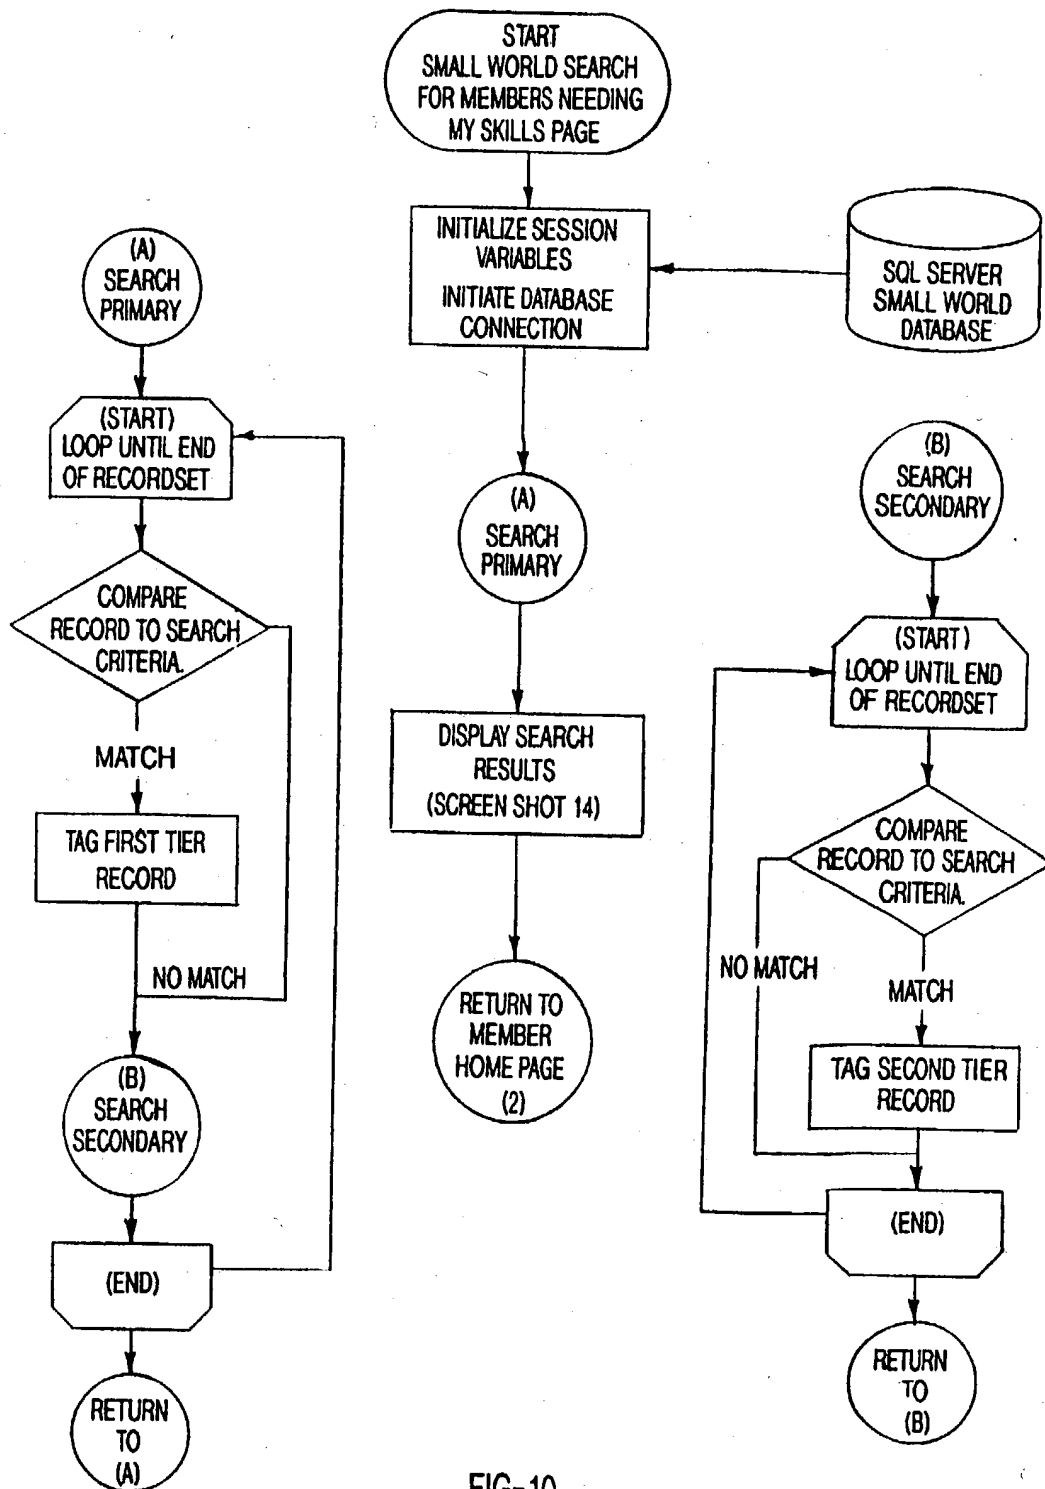 START
SMALL WORLD SEARCH
FOR MEMBERS NEEDING
MY SKILLS PAGE
INITIALIZE SESSION
VARIABLES
INITIATE DATABASE
CONNECTION
SQL SERVER
SMALL WORLD
DATABASE
(A)
SEARCH
PRIMARY
DISPLAY SEARCH
RESULTS
(SCREEN SHOT 14)
RETURN TO
MEMBER
HOME PAGE
(2)
(A)
SEARCH
PRIMARY
(START)
LOOP UNTIL END
OF RECORDSET
COMPARE
RECORD TO SEARCH
CRITERIA.
MATCH
TAG FIRST TIER
RECORD
NO MATCH
(B)
SEARCH
SECONDARY
(END)
RETURN
TO
(A)
(B)
SEARCH
SECONDARY
(START)
LOOP UNTIL END
OF RECORDSET
COMPARE
RECORD TO SEARCH
CRITERIA.
NO MATCH
MATCH
TAG SECOND TIER
RECORD
(END)
RETURN
TO
(B)
FIG-10